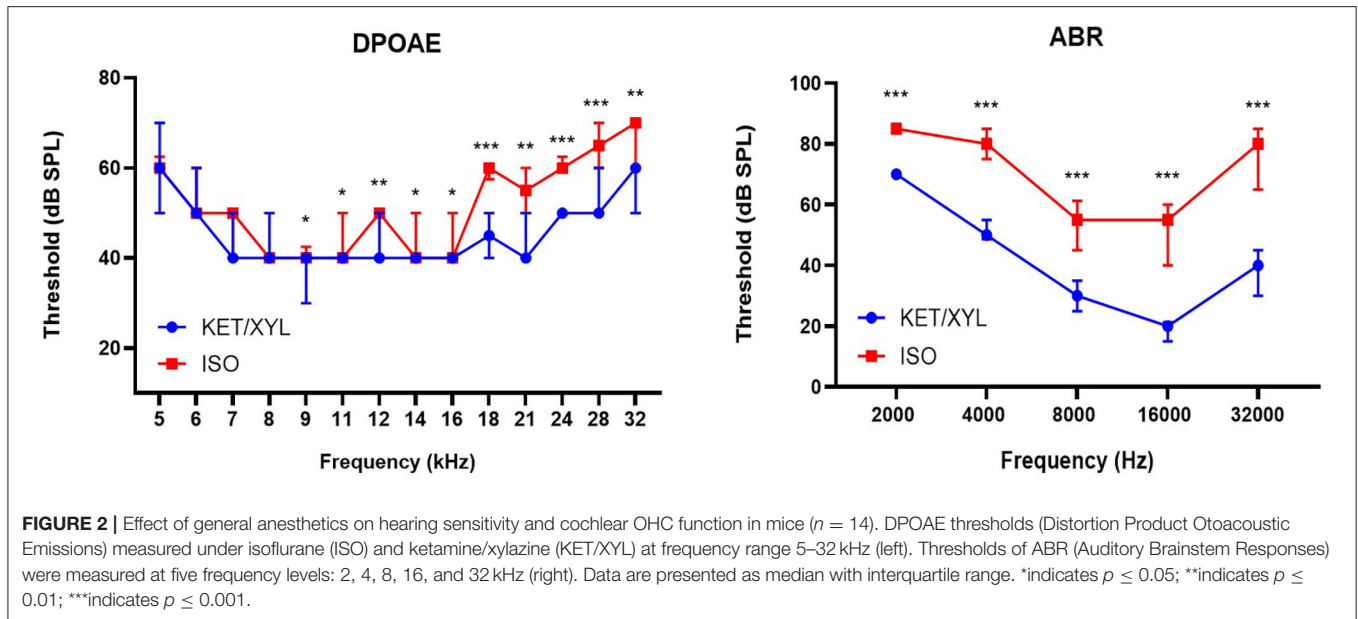 DPOAE
80
60
40
20
Threshold (dB SPL)
*
**
*
*
*
***
**
***
***
**
KET/XYL
ISO
5 6 7 8 9 11 12 14 16 18 21 24 28 32
Frequency (kHz)
ABR
100
80
60
40
20
0
Threshold (dB SPL)
***
***
***
***
***
KET/XYL
ISO
2000 4000 8000 16000 32000
Frequency (Hz)
FIGURE 2 | Effect of general anesthetics on hearing sensitivity and cochlear OHC function in mice (n = 14). DPOAE thresholds (Distortion Product Otoacoustic
Emissions) measured under isoflurane (ISO) and ketamine/xylazine (KET/XYL) at frequency range 5–32 kHz (left). Thresholds of ABR (Auditory Brainstem Responses)
were measured at five frequency levels: 2, 4, 8, 16, and 32 kHz (right). Data are presented as median with interquartile range. *indicates p ≤ 0.05; **indicates p ≤
0.01; ***indicates p ≤ 0.001.